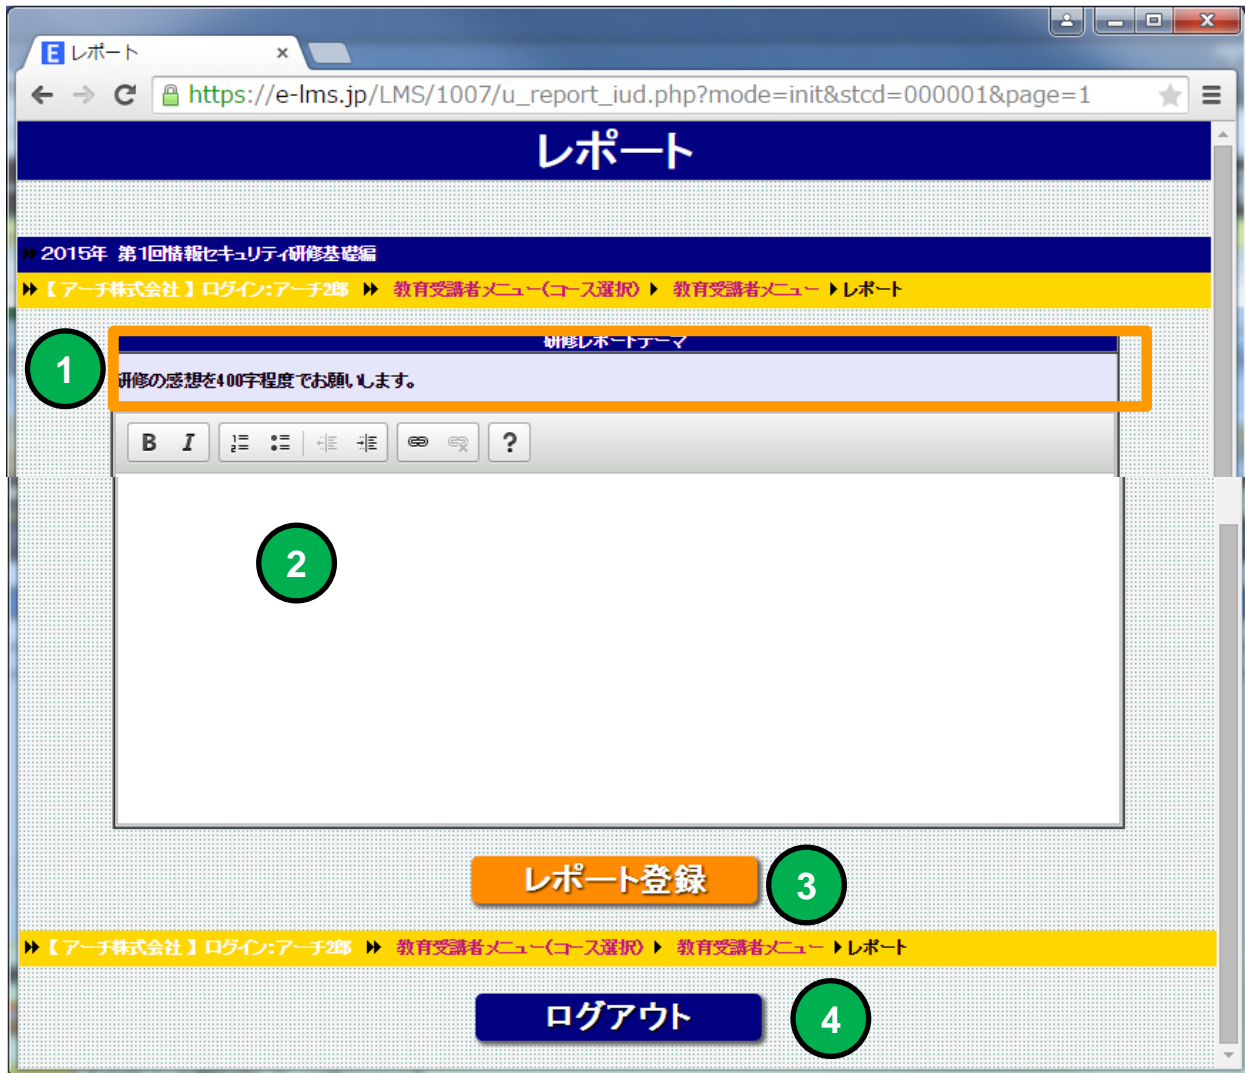 E レポート
https://e-lms.jp/LMS/1007/u_report_iud.php?mode=init&stcd=000001&page=1
レポート
2015年 第1回情報セキュリティ研修基礎編
【アーチ株式会社】ログイン:アーチ2郎 教育受講者メニュー(コース選択) 教育受講者メニュー レポート
研修レポートテーマ
1
研修の感想を400字程度でお願いします。
B I ?
2
レポート登録
3
【アーチ株式会社】ログイン:アーチ2郎 教育受講者メニュー(コース選択) 教育受講者メニュー レポート
ログアウト
4